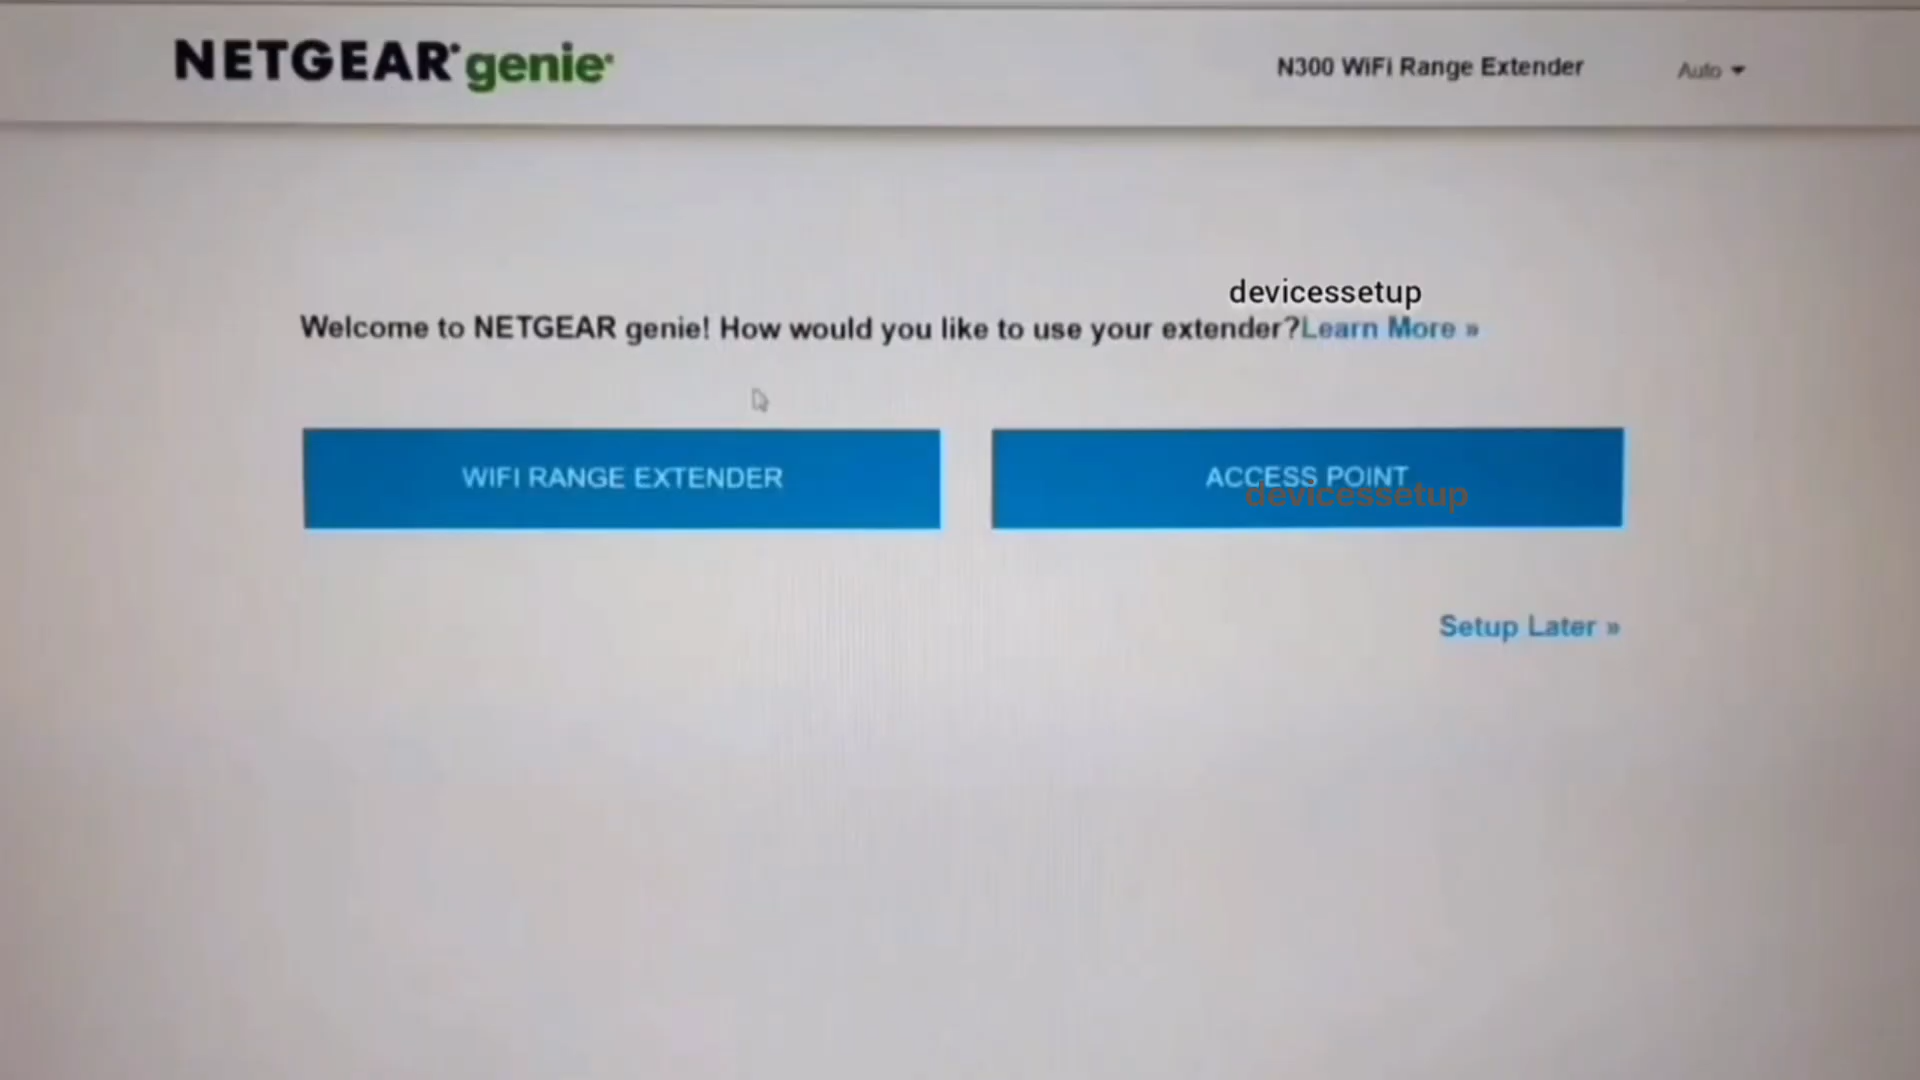 NETGEAR genie
N300 WiFi Range Extender
Auto
devicessetup
Welcome to NETGEAR genie! How would you like to use your extender?Learn More »
WIFI RANGE EXTENDER
ACCESS POINT
devicessetup
Setup Later »